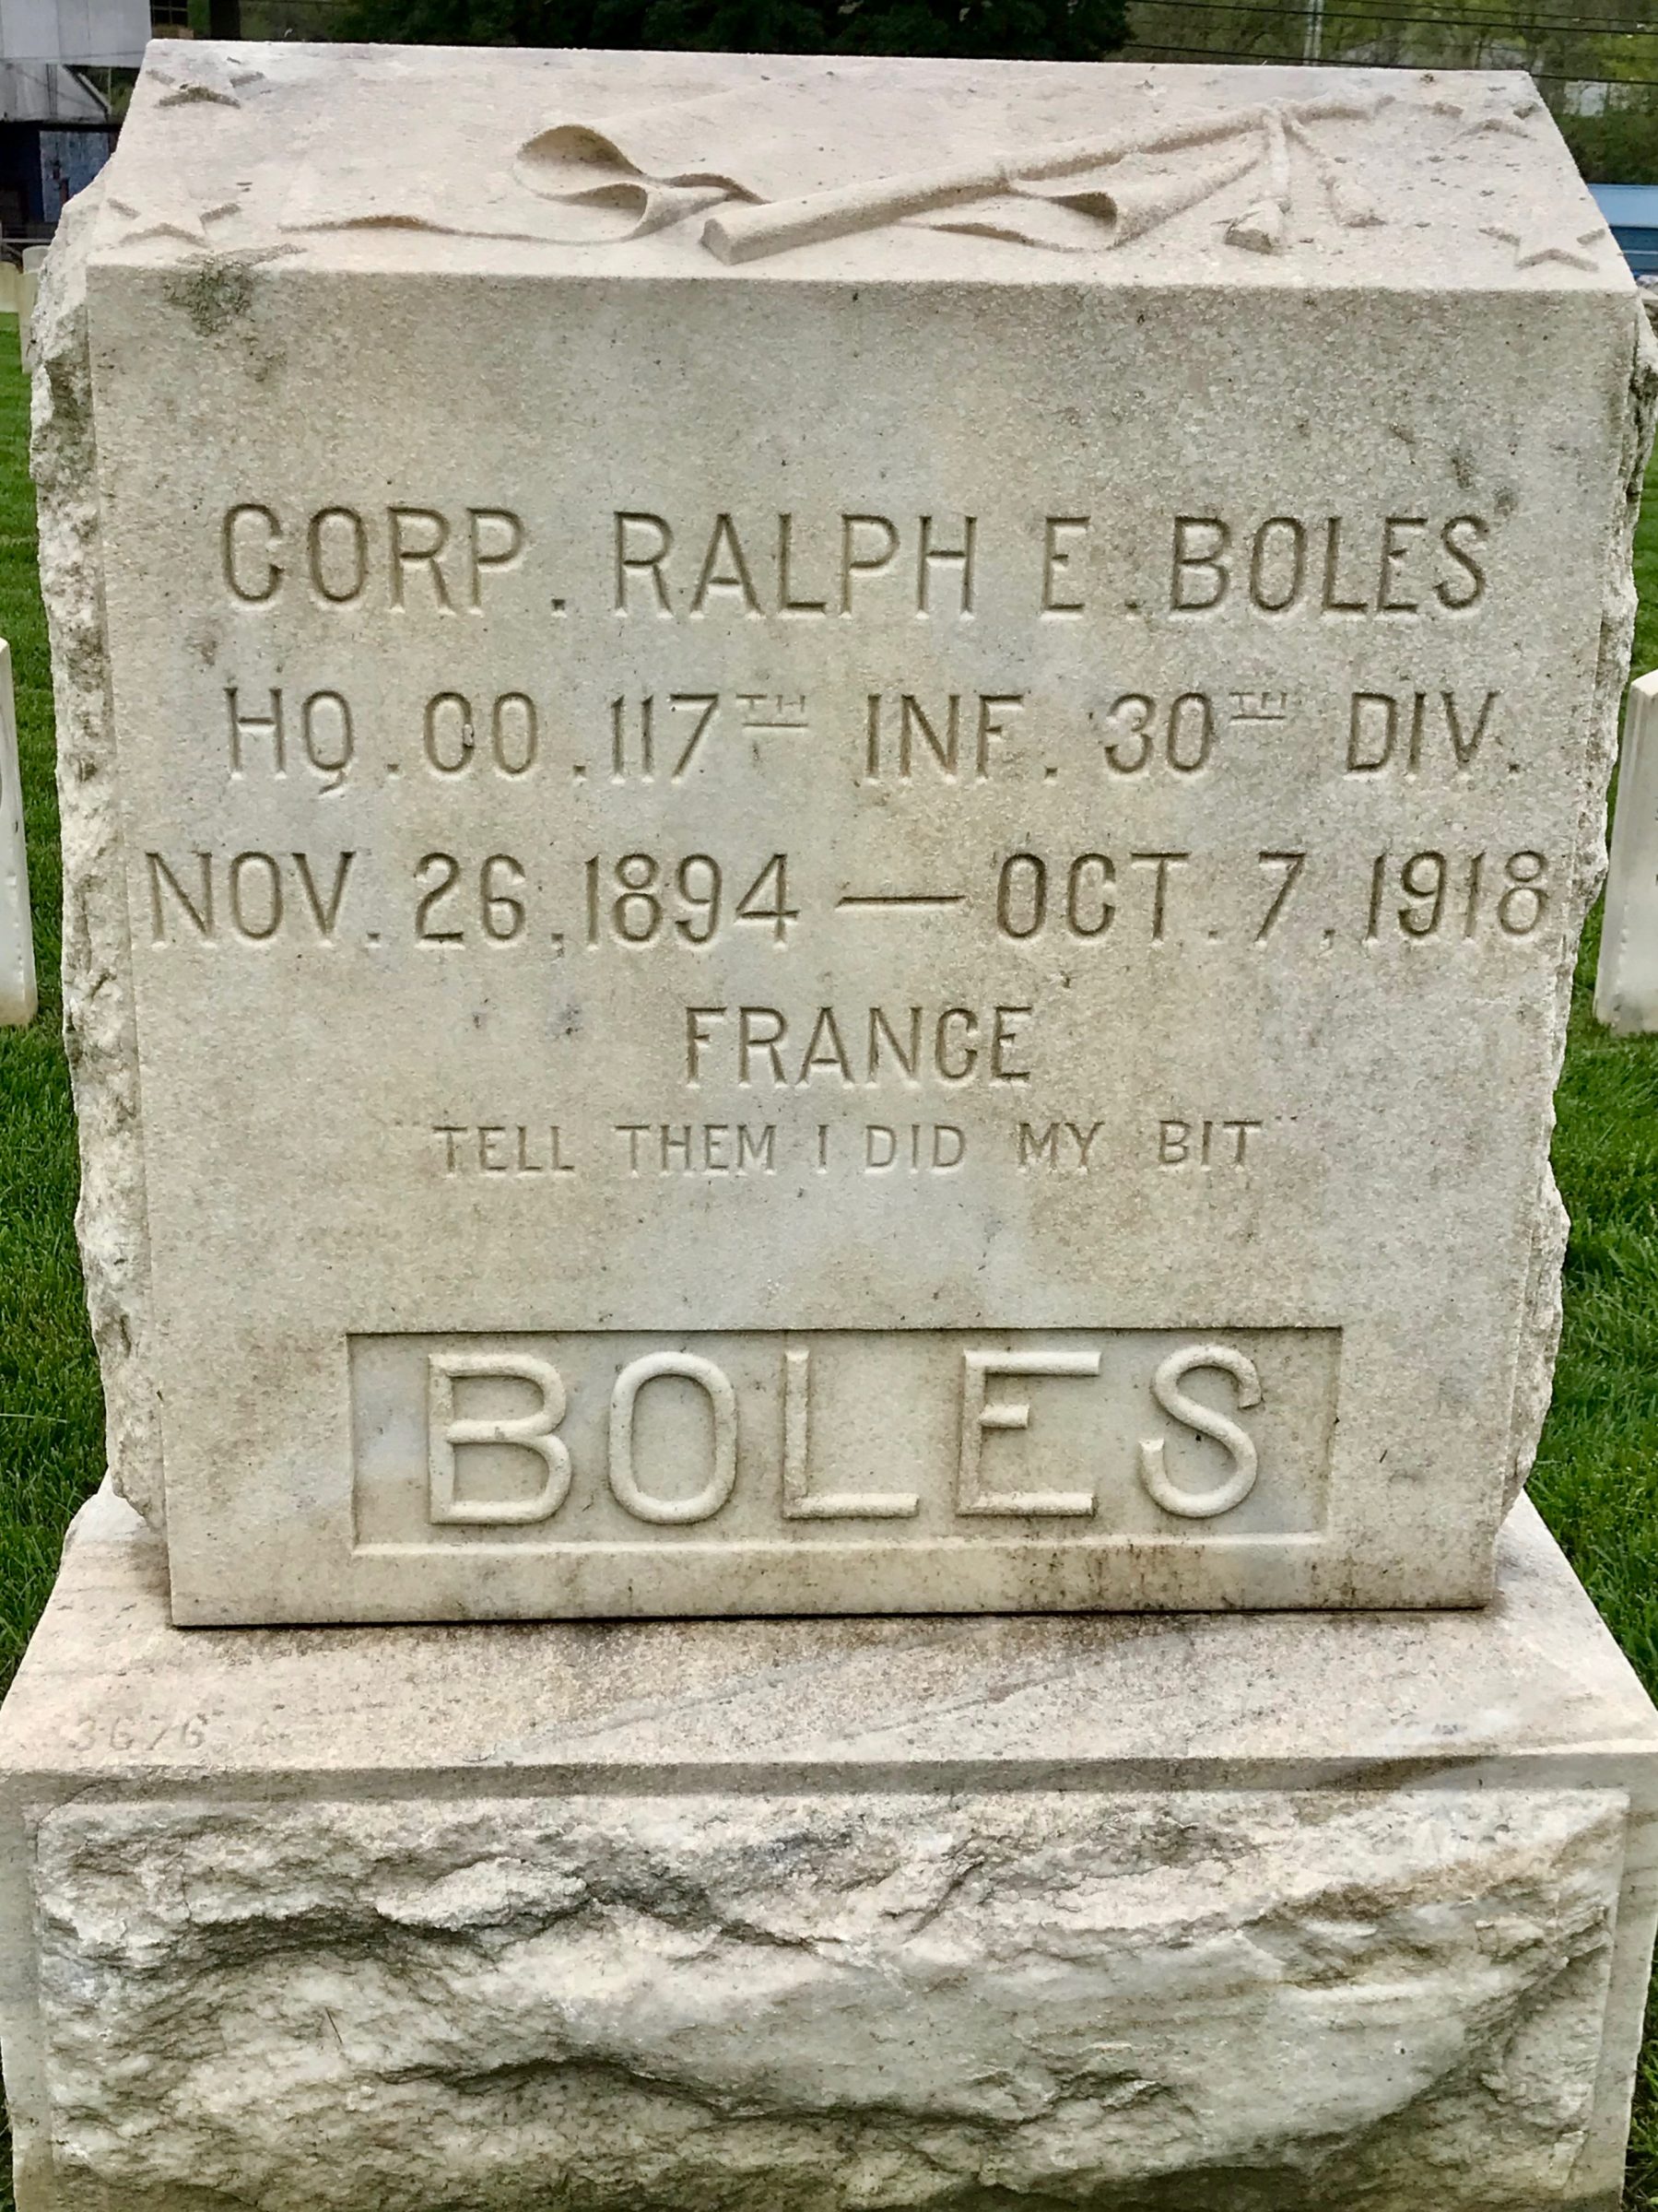 CORP. RALPH E. BOLES
HQ. CO. 117TH INF. 30TH DIV.
NOV. 26, 1894 — OCT. 7, 1918
FRANCE
"TELL THEM I DID MY BIT"
BOLES
3676